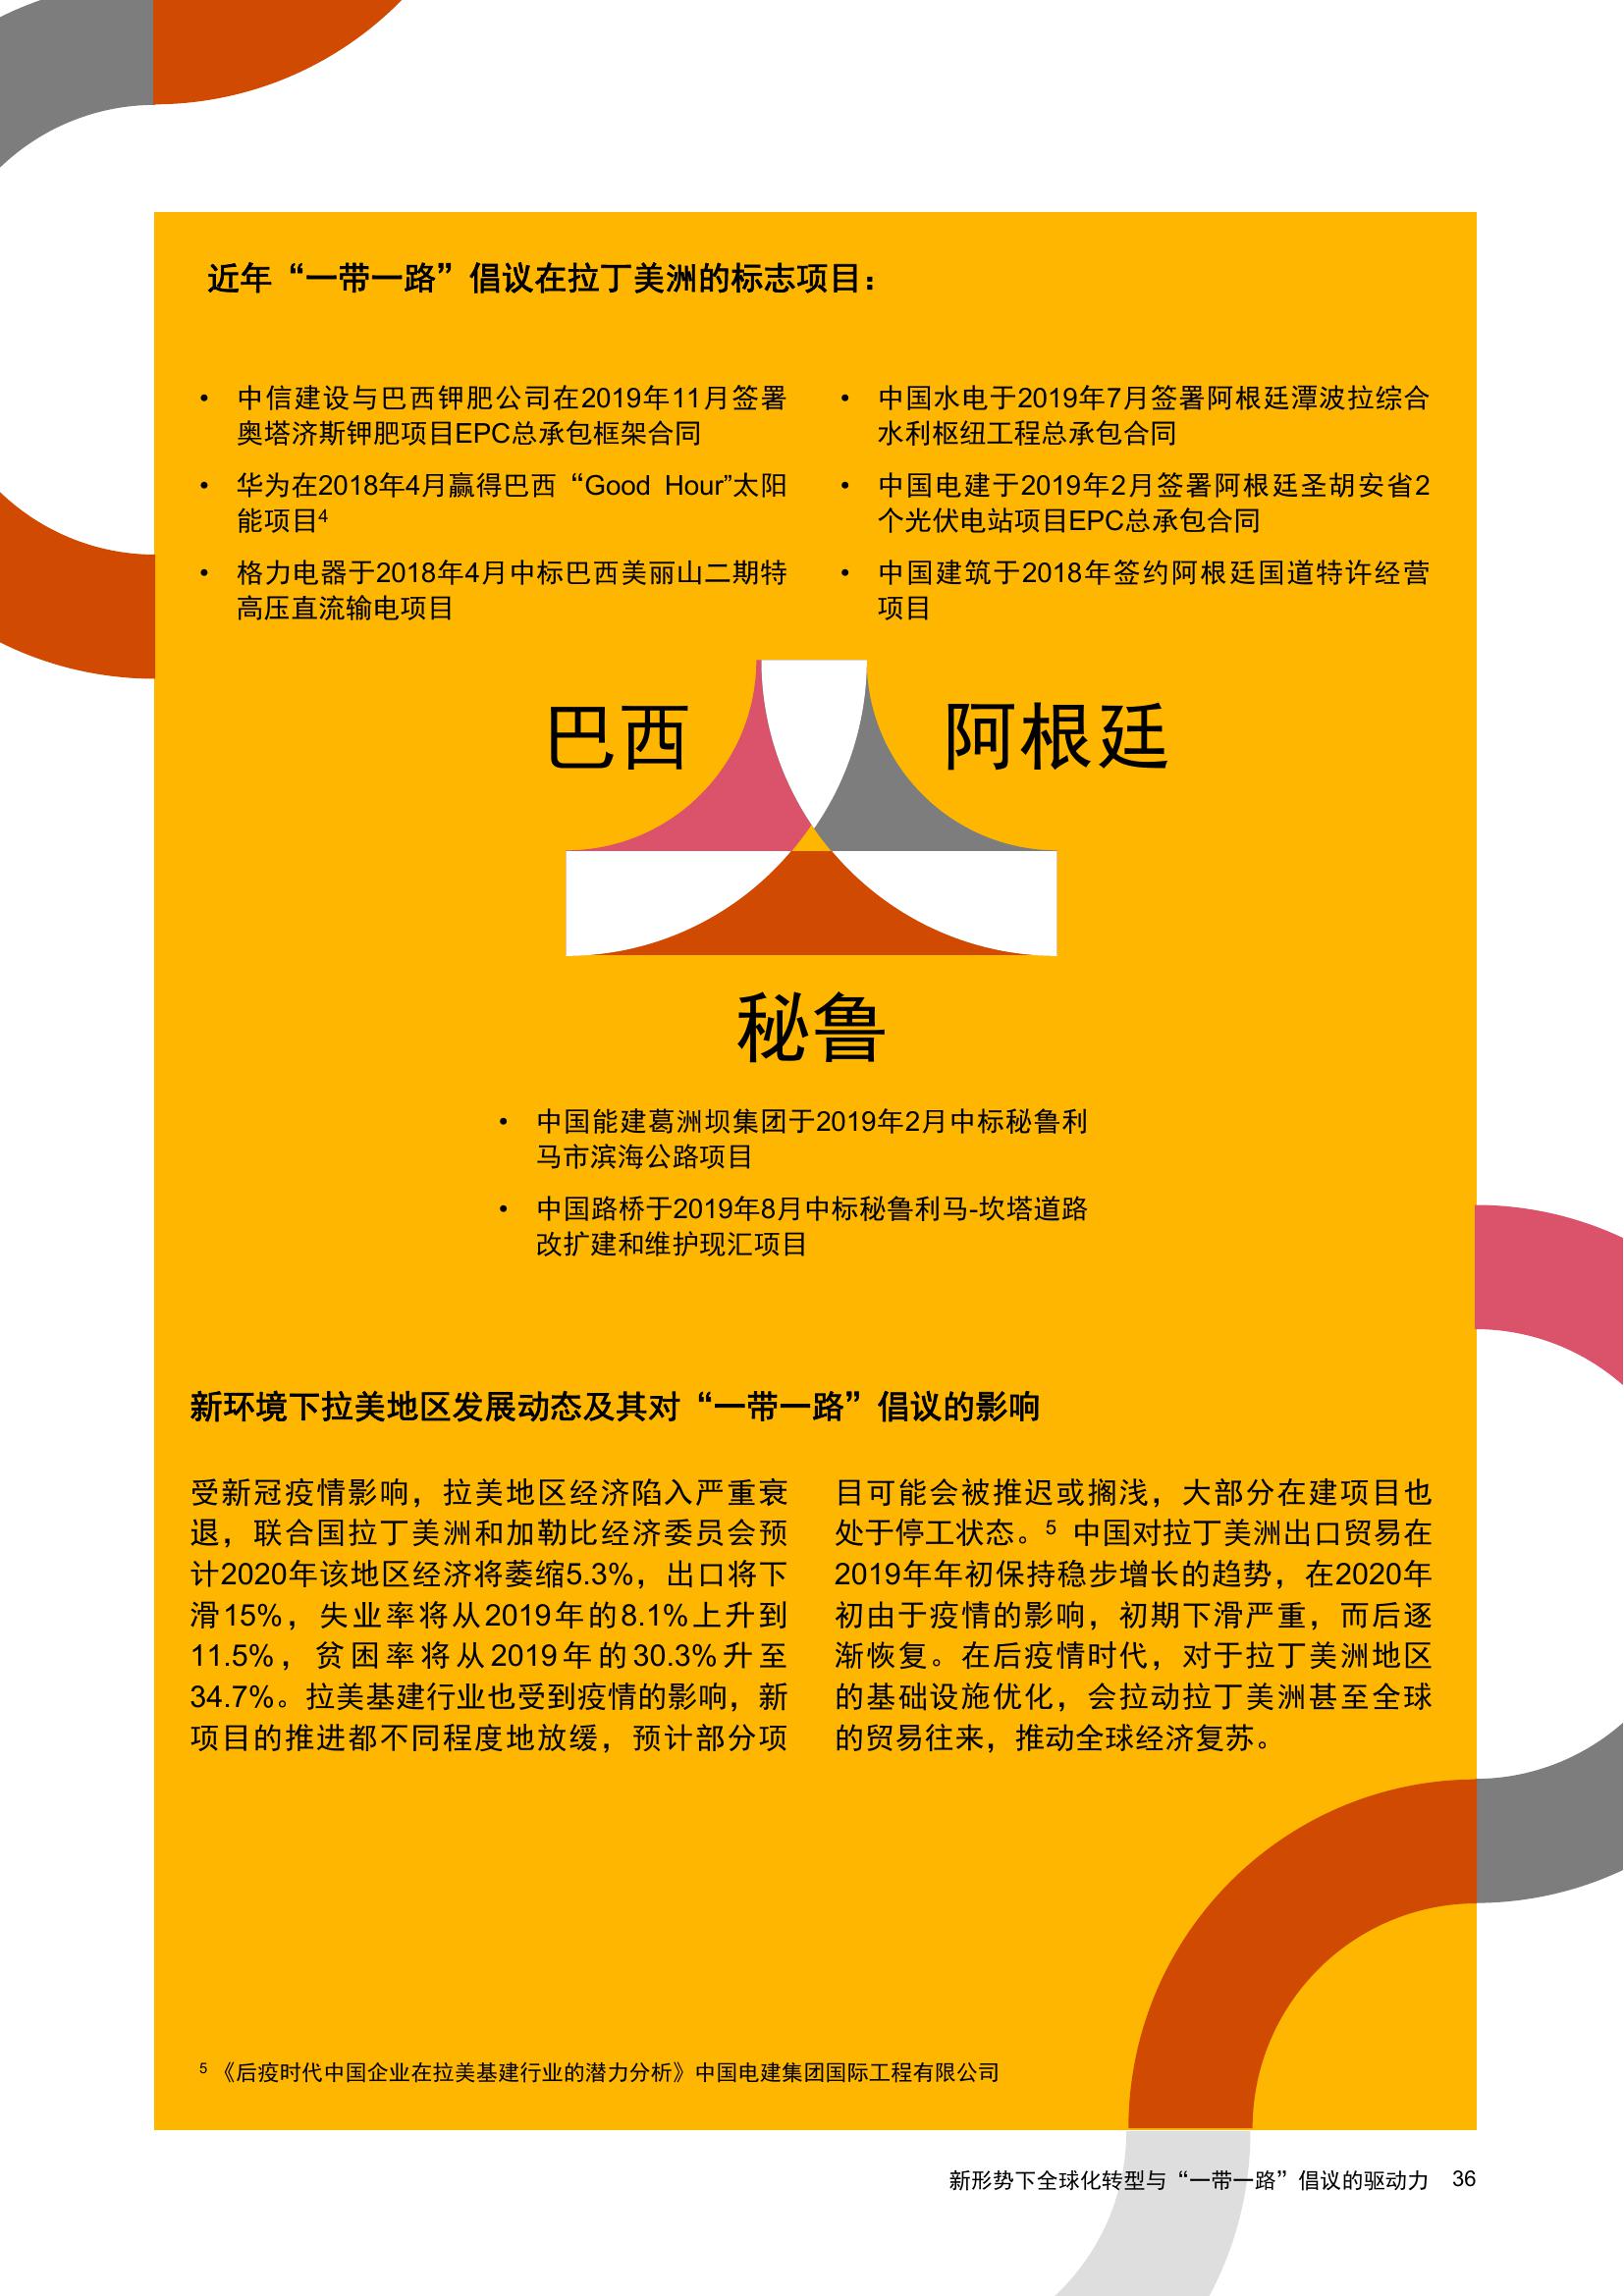 近年“一带一路”倡议在拉丁美洲的标志项目：
• 中信建设与巴西钾肥公司在2019年11月签署
奥塔济斯钾肥项目EPC总承包框架合同
• 华为在2018年4月赢得巴西“Good Hour”太阳
能项目4
• 格力电器于2018年4月中标巴西美丽山二期特
高压直流输电项目
• 中国水电于2019年7月签署阿根廷潭波拉综合
水利枢纽工程总承包合同
• 中国电建于2019年2月签署阿根廷圣胡安省2
个光伏电站项目EPC总承包合同
• 中国建筑于2018年签约阿根廷国道特许经营
项目
巴西
阿根廷
秘鲁
• 中国能建葛洲坝集团于2019年2月中标秘鲁利
马市滨海公路项目
• 中国路桥于2019年8月中标秘鲁利马-坎塔道路
改扩建和维护现汇项目
新环境下拉美地区发展动态及其对“一带一路”倡议的影响
受新冠疫情影响，拉美地区经济陷入严重衰
退，联合国拉丁美洲和加勒比经济委员会预
计2020年该地区经济将萎缩5.3%，出口将下
滑15%，失业率将从2019年的8.1%上升到
11.5%，贫困率将从2019年的30.3%升至
34.7%。拉美基建行业也受到疫情的影响，新
项目的推进都不同程度地放缓，预计部分项
目可能会被推迟或搁浅，大部分在建项目也
处于停工状态。5 中国对拉丁美洲出口贸易在
2019年年初保持稳步增长的趋势，在2020年
初由于疫情的影响，初期下滑严重，而后逐
渐恢复。在后疫情时代，对于拉丁美洲地区
的基础设施优化，会拉动拉丁美洲甚至全球
的贸易往来，推动全球经济复苏。
5 《后疫时代中国企业在拉美基建行业的潜力分析》中国电建集团国际工程有限公司
新形势下全球化转型与“一带一路”倡议的驱动力 36